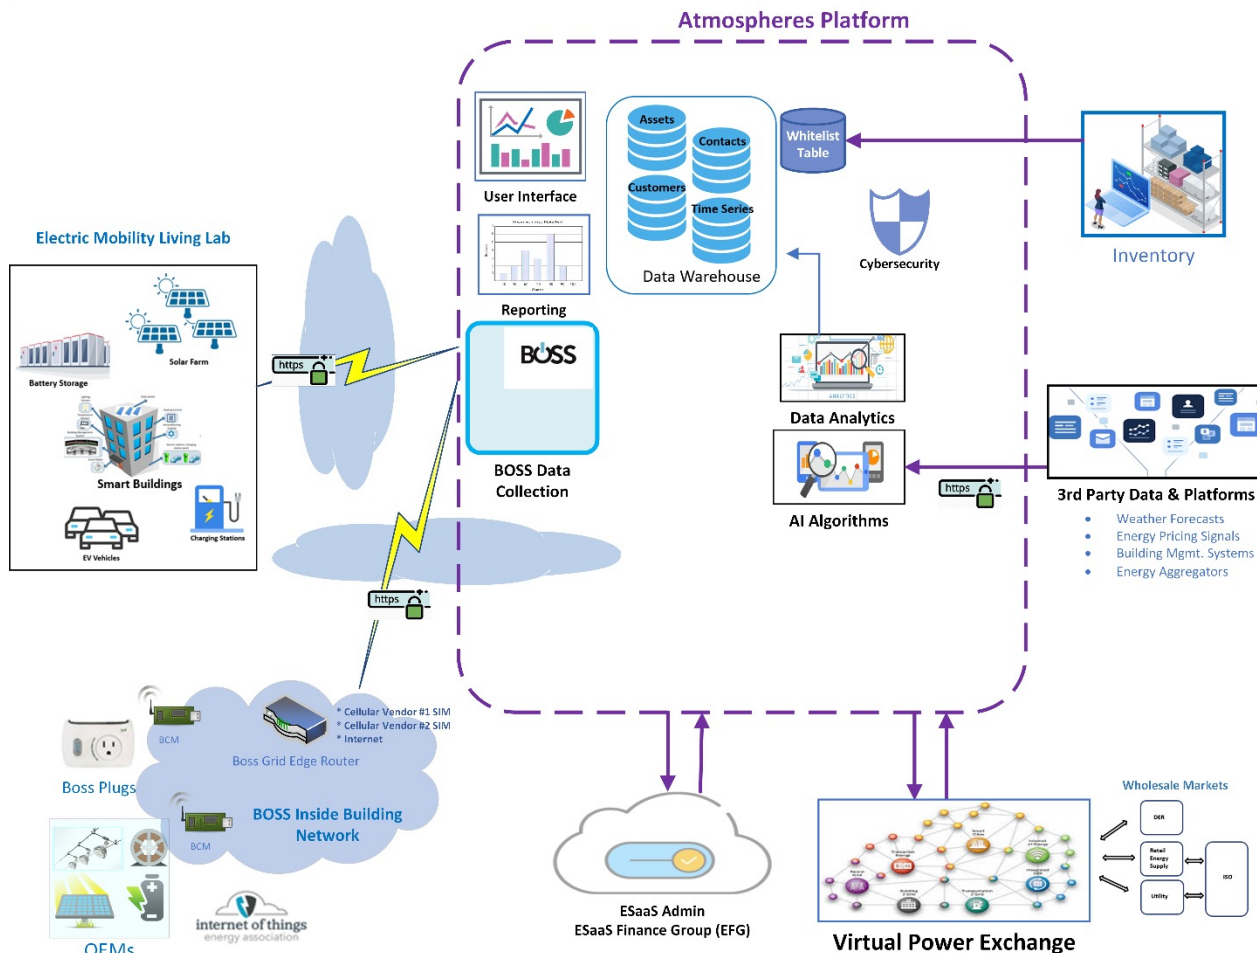 Atmospheres Platform
User Interface
Reporting
BOSS
BOSS Data
Collection
Assets
Contacts
Customers
Time Series
Data Warehouse
Whitelist
Table
Cybersecurity
Data Analytics
ANALYTICS
AI Algorithms
Inventory
https
3rd Party Data & Platforms
• Weather Forecasts
• Energy Pricing Signals
• Building Mgmt. Systems
• Energy Aggregators
Electric Mobility Living Lab
Solar Farm
Battery Storage
Smart Buildings
Charging Stations
EV Vehicles
https
https
* Cellular Vendor #1 SIM
* Cellular Vendor #2 SIM
* Internet
BCM
Boss Grid Edge Router
Boss Plugs
BOSS Inside Building
Network
BCM
OEMs
internet of things
energy association
ESaaS Admin
ESaaS Finance Group (EFG)
Virtual Power Exchange
Wholesale Markets
DER
Retail
Energy
Supply
Utility
ISO